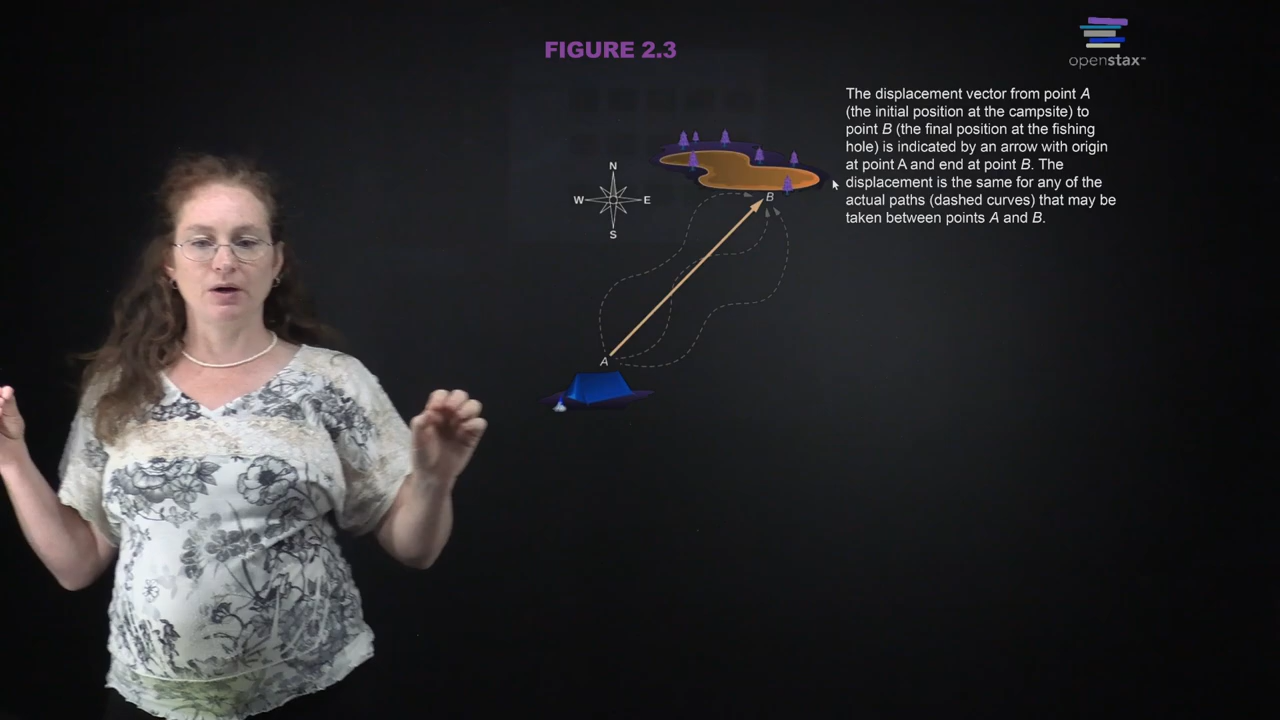 FIGURE 2.3
openstax™
The displacement vector from point A
(the initial position at the campsite) to
point B (the final position at the fishing
hole) is indicated by an arrow with origin
at point A and end at point B. The
displacement is the same for any of the
actual paths (dashed curves) that may be
taken between points A and B.
N
W E
S
B
A